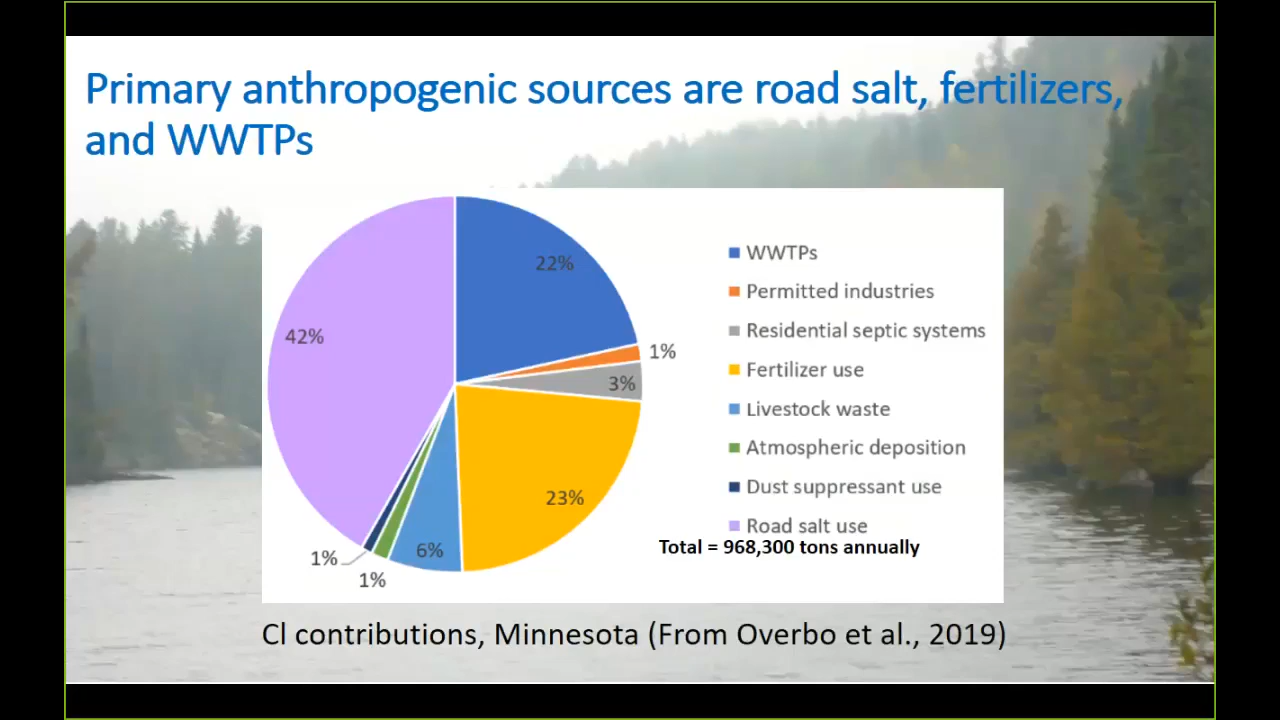 Primary anthropogenic sources are road salt, fertilizers,
and WWTPs
22%
1%
3%
23%
6%
1%
1%
42%
WWTPs
Permitted industries
Residential septic systems
Fertilizer use
Livestock waste
Atmospheric deposition
Dust suppressant use
Road salt use
Total = 968,300 tons annually
Cl contributions, Minnesota (From Overbo et al., 2019)